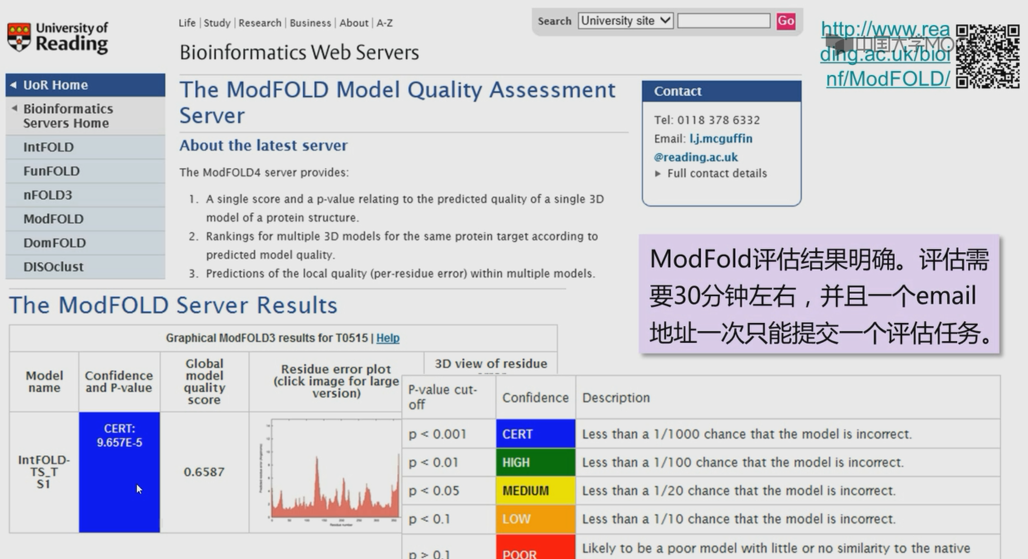 University of
Reading
Life | Study | Research | Business | About | A-Z
Search University site Go
Bioinformatics Web Servers
http://www.rea
ding.ac.uk/bioi
nf/ModFOLD/
中国大学MO
UoR Home
Bioinformatics
Servers Home
IntFOLD
FunFOLD
nFOLD3
ModFOLD
DomFOLD
DISOclust
The ModFOLD Model Quality Assessment
Server
About the latest server
The ModFOLD4 server provides:
1. A single score and a p-value relating to the predicted quality of a single 3D
model of a protein structure.
2. Rankings for multiple 3D models for the same protein target according to
predicted model quality.
3. Predictions of the local quality (per-residue error) within multiple models.
Contact
Tel: 0118 378 6332
Email: l.j.mcguffin
@reading.ac.uk
Full contact details
ModFold评估结果明确。评估需
要30分钟左右，并且一个email
地址一次只能提交一个评估任务。
The ModFOLD Server Results
Graphical ModFOLD3 results for T0515 | Help
Model
name
Confidence
and P-value
Global
model
quality
score
Residue error plot
(click image for large
version)
3D view of residue
IntFOLD-
TS_T
S1
CERT:
9.657E-5
0.6587
P-value cut-
off
Confidence
Description
p < 0.001 CERT Less than a 1/1000 chance that the model is incorrect.
p < 0.01 HIGH Less than a 1/100 chance that the model is incorrect.
p < 0.05 MEDIUM Less than a 1/20 chance that the model is incorrect.
p < 0.1 LOW Less than a 1/10 chance that the model is incorrect.
p > 0.1 POOR Likely to be a poor model with little or no similarity to the native